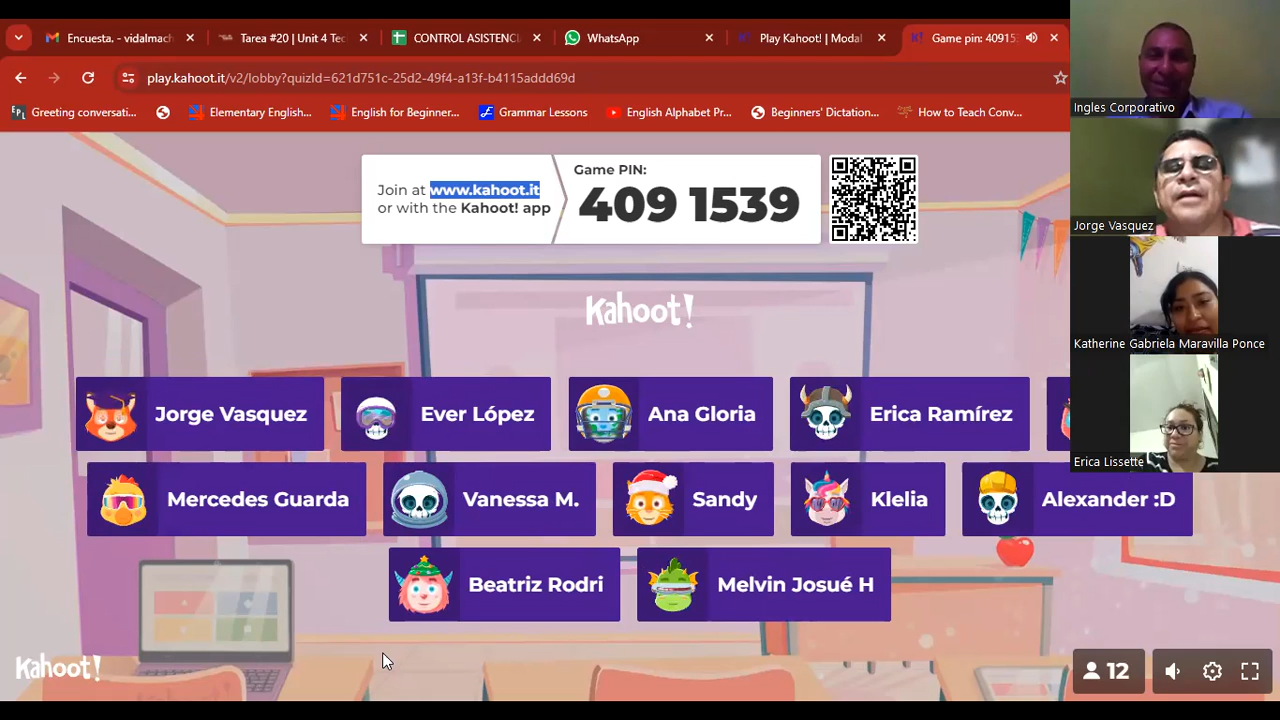 Encuesta. - vidalmach
Tarea #20 | Unit 4 Tec
CONTROL ASISTENCI
WhatsApp
Play Kahoot! | Modal
Game pin: 40915
play.kahoot.it/v2/lobby?quizId=621d751c-25d2-49f4-a13f-b4115addd69d
Greeting conversati...
Elementary English...
English for Beginner...
Grammar Lessons
English Alphabet Pr...
Beginners' Dictation...
How to Teach Conv...
Join at www.kahoot.it
or with the Kahoot! app
Game PIN:
409 1539
Kahoot!
Jorge Vasquez
Ever López
Ana Gloria
Erica Ramírez
Mercedes Guarda
Vanessa M.
Sandy
Klelia
Alexander :D
Beatriz Rodri
Melvin Josué H
Kahoot!
12
Ingles Corporativo
Jorge Vasquez
Katherine Gabriela Maravilla Ponce
Erica Lissette